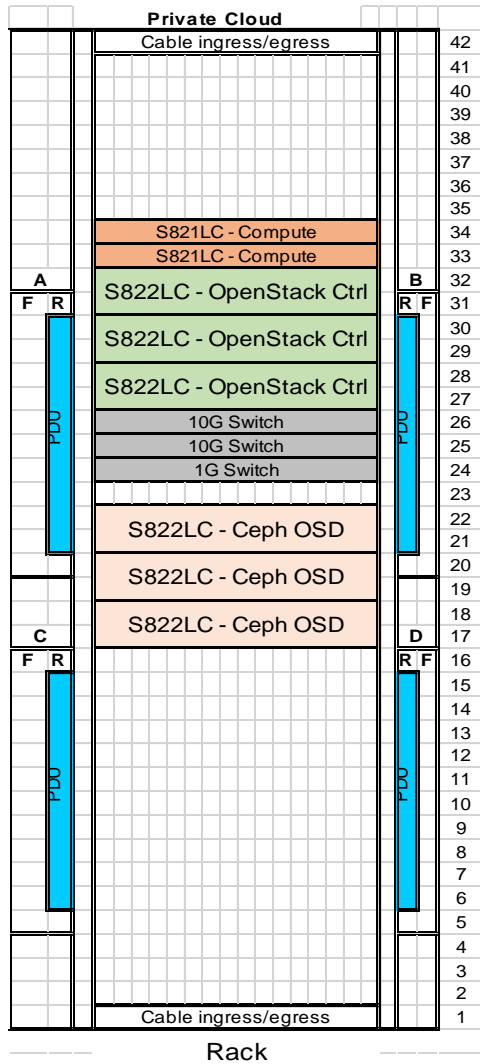 Private Cloud
Cable ingress/egress 42
41
40
39
38
37
36
35
S821LC - Compute 34
S821LC - Compute 33
A B 32
S822LC - OpenStack Ctrl
F R R F 31
30
S822LC - OpenStack Ctrl
29
28
S822LC - OpenStack Ctrl
27
PDU 10G Switch PDU 26
10G Switch 25
1G Switch 24
23
22
S822LC - Ceph OSD
21
20
S822LC - Ceph OSD
19
18
S822LC - Ceph OSD
C D 17
F R R F 16
15
14
13
12
PDU PDU 11
10
9
8
7
6
5
4
3
2
Cable ingress/egress 1
Rack